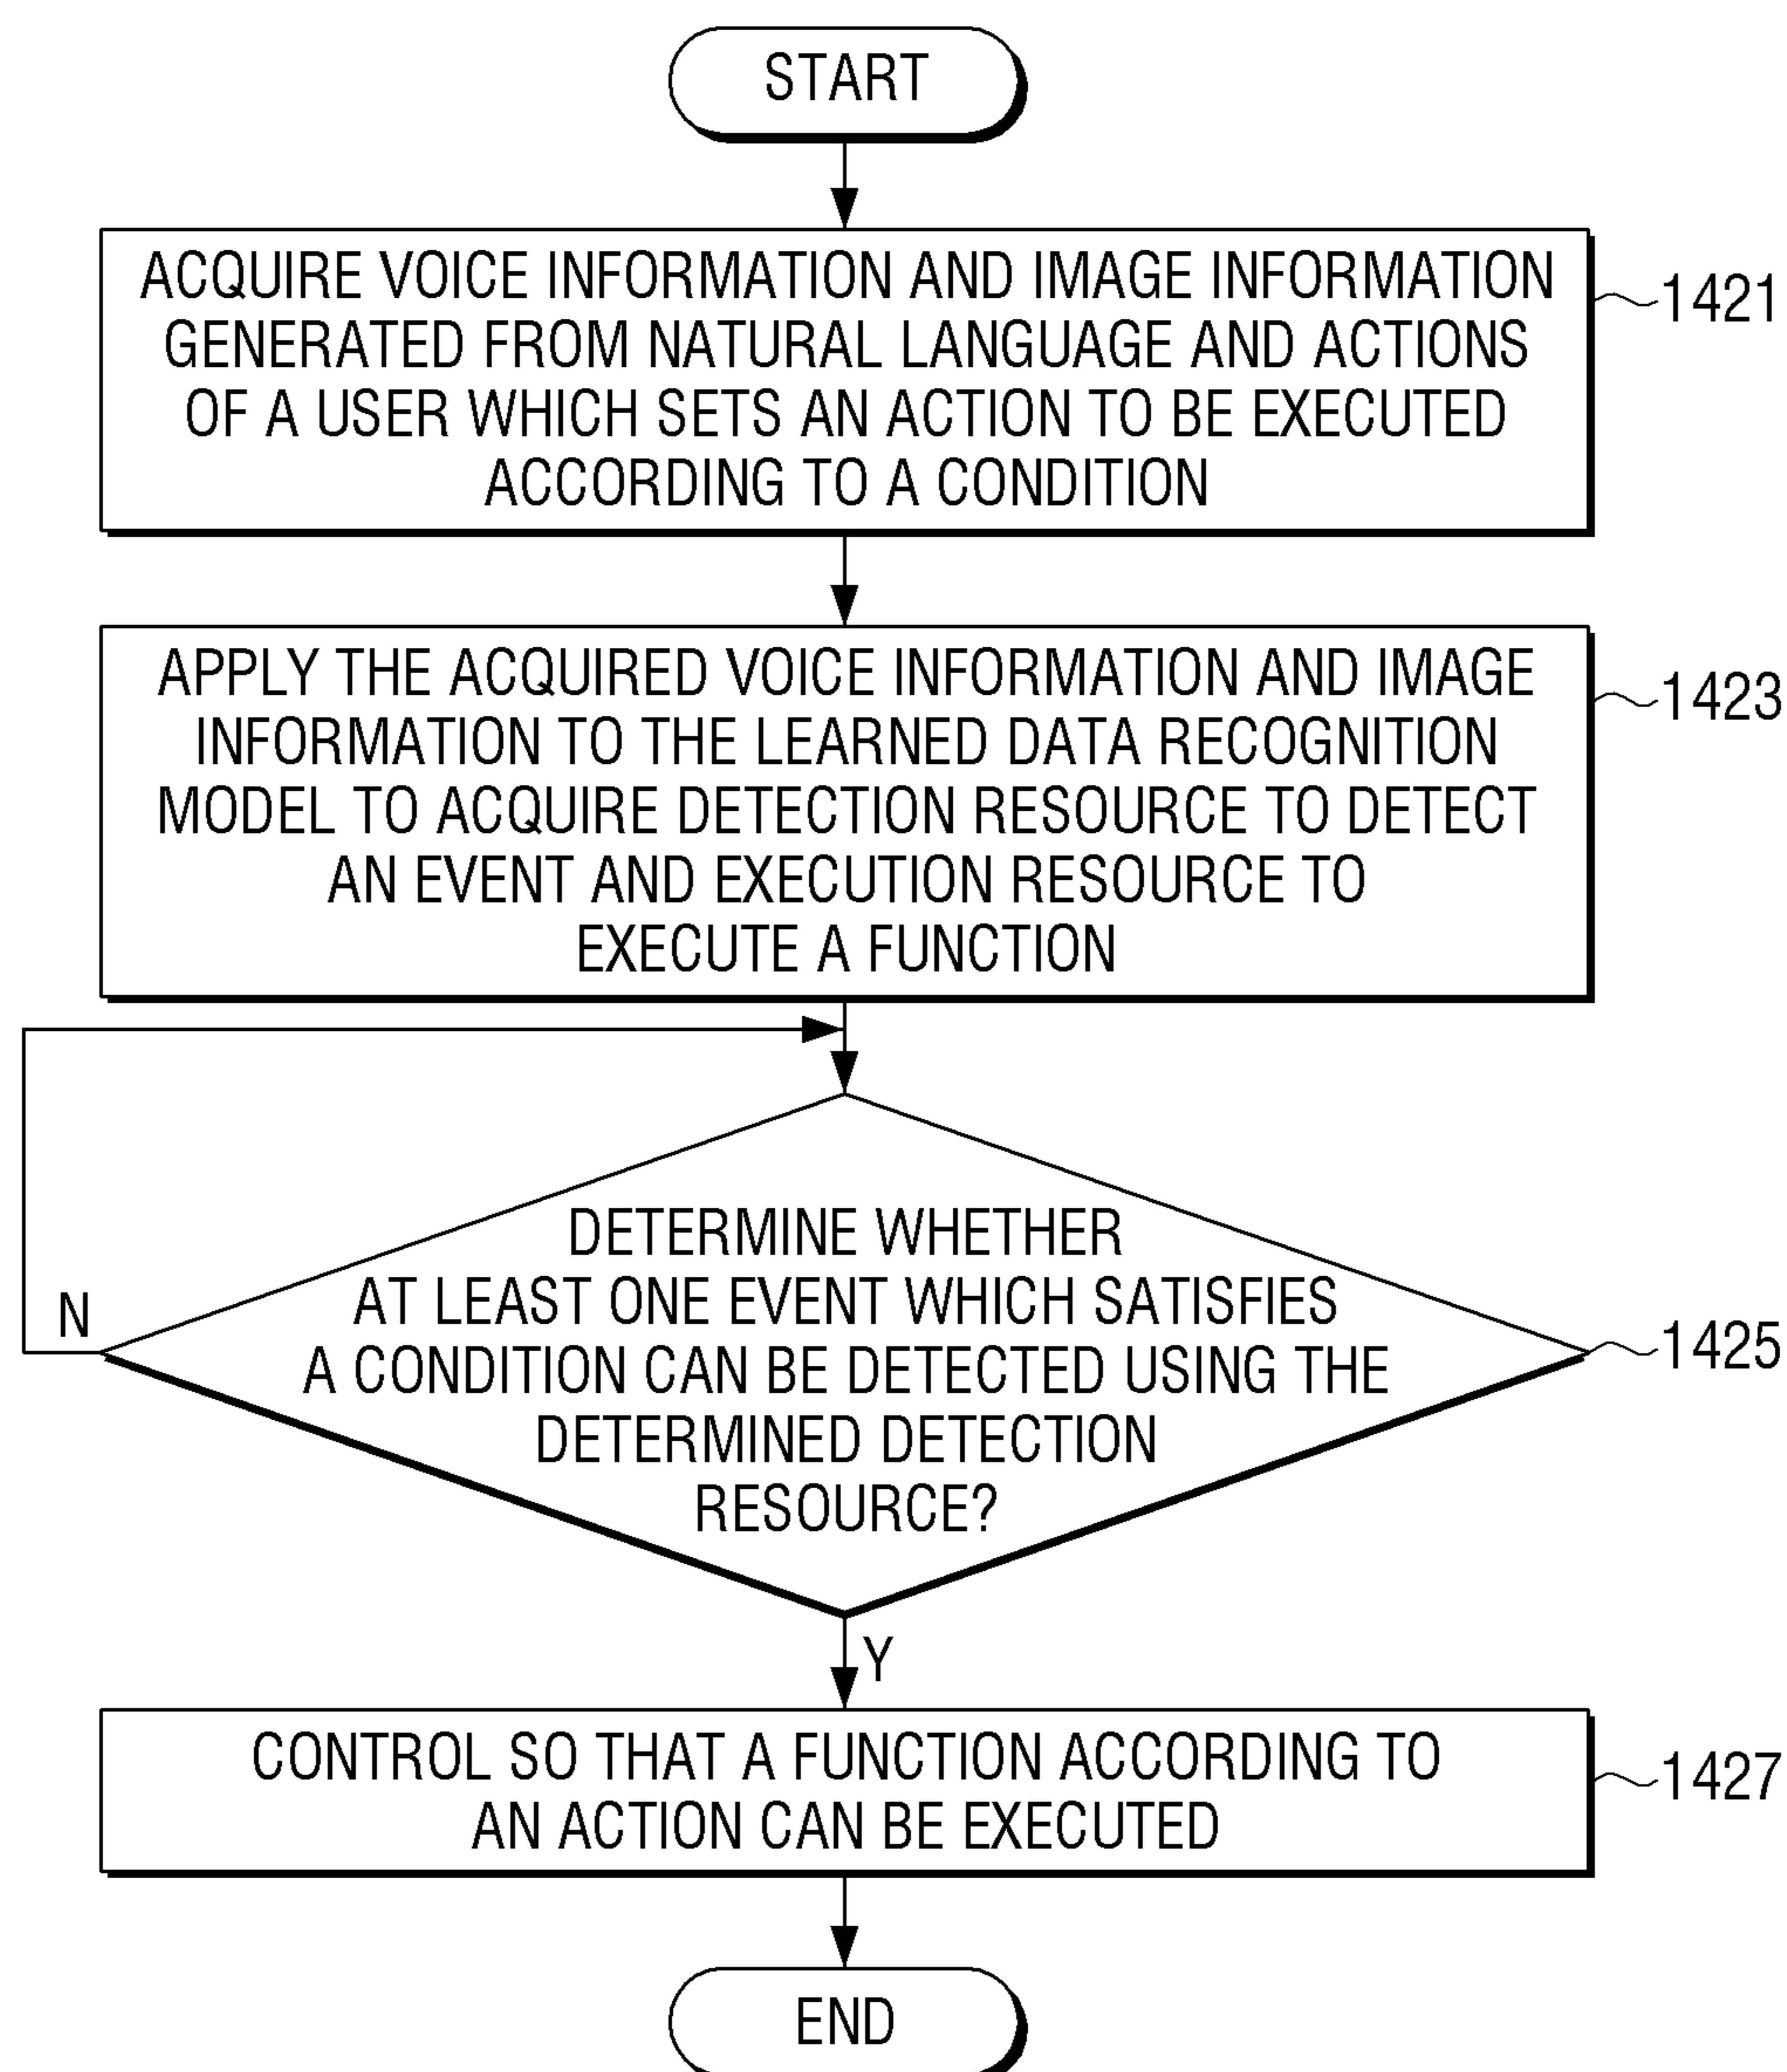 START
ACQUIRE VOICE INFORMATION AND IMAGE INFORMATION
GENERATED FROM NATURAL LANGUAGE AND ACTIONS
OF A USER WHICH SETS AN ACTION TO BE EXECUTED
ACCORDING TO A CONDITION
1421
APPLY THE ACQUIRED VOICE INFORMATION AND IMAGE
INFORMATION TO THE LEARNED DATA RECOGNITION
MODEL TO ACQUIRE DETECTION RESOURCE TO DETECT
AN EVENT AND EXECUTION RESOURCE TO
EXECUTE A FUNCTION
1423
DETERMINE WHETHER
AT LEAST ONE EVENT WHICH SATISFIES
A CONDITION CAN BE DETECTED USING THE
DETERMINED DETECTION
RESOURCE?
N
1425
Y
CONTROL SO THAT A FUNCTION ACCORDING TO
AN ACTION CAN BE EXECUTED
1427
END